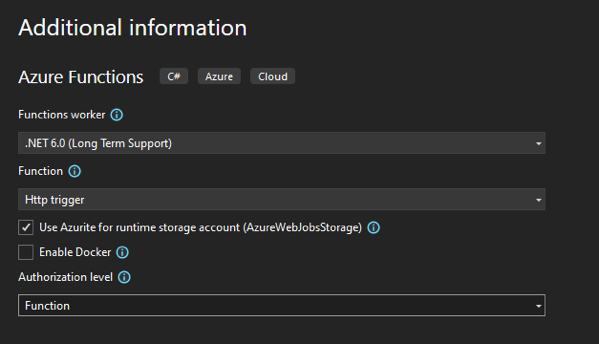 Additional information
Azure Functions C# Azure Cloud
Functions worker
.NET 6.0 (Long Term Support)
Function
Http trigger
Use Azurite for runtime storage account (AzureWebJobsStorage)
Enable Docker
Authorization level
Function